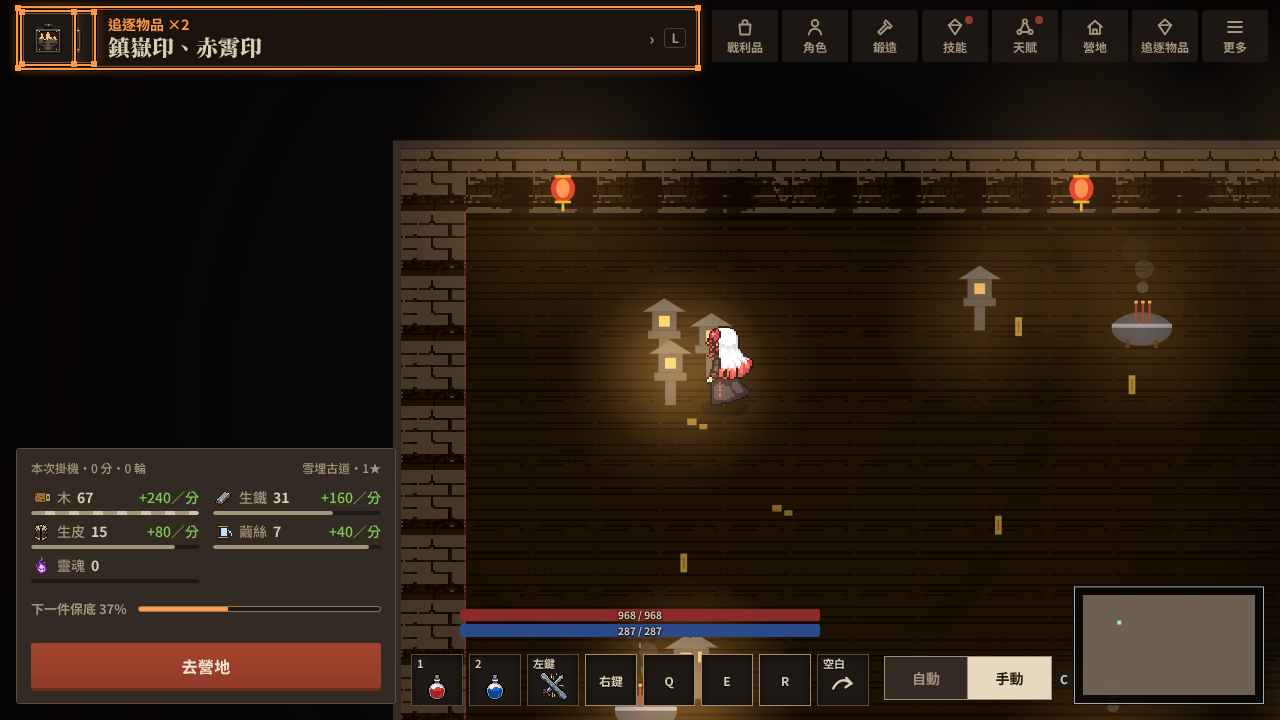 追逐物品 ×2
鎮嶽印、赤霄印
› L
戰利品
角色
鍛造
技能
天賦
營地
追逐物品
更多
本次掛機・0 分・0 輪
雪埋古道・1★
木 67 +240／分
生鐵 31 +160／分
生皮 15 +80／分
繭絲 7 +40／分
靈魂 0
下一件保底 37%
去營地
968 / 968
287 / 287
1
2
左鍵
右鍵
Q
E
R
空白
自動
手動
C